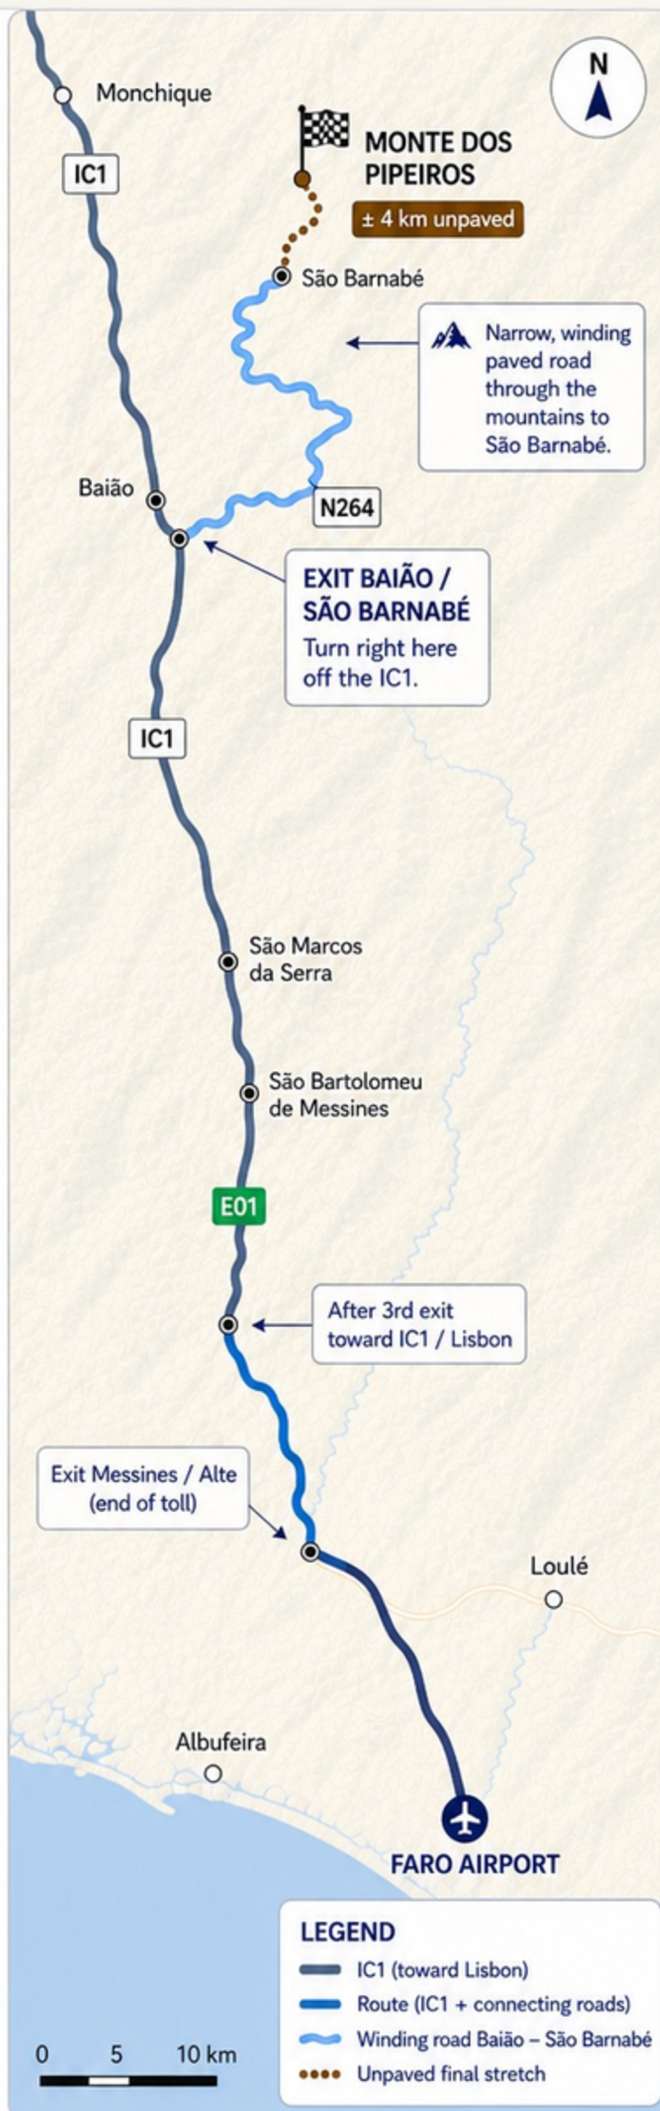 N
Monchique
IC1
MONTE DOS
PIPEIROS
± 4 km unpaved
São Barnabé
Narrow, winding
paved road
through the
mountains to
São Barnabé.
Baião
N264
EXIT BAIÃO /
SÃO BARNABÉ
Turn right here
off the IC1.
IC1
São Marcos
da Serra
São Bartolomeu
de Messines
E01
After 3rd exit
toward IC1 / Lisbon
Exit Messines / Alte
(end of toll)
Loulé
Albufeira
FARO AIRPORT
LEGEND
IC1 (toward Lisbon)
Route (IC1 + connecting roads)
Winding road Baião – São Barnabé
Unpaved final stretch
0 5 10 km